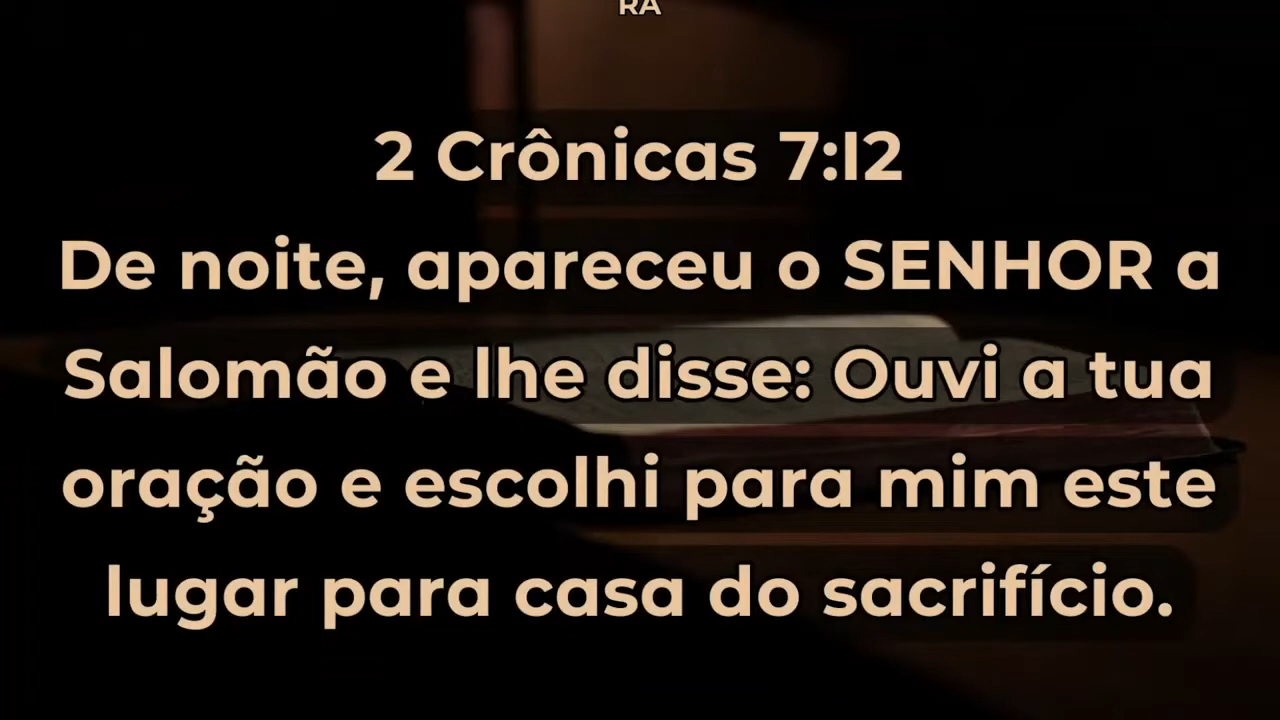 RA
2 Crônicas 7:12
De noite, apareceu o SENHOR a
Salomão e lhe disse: Ouvi a tua
oração e escolhi para mim este
lugar para casa do sacrifício.